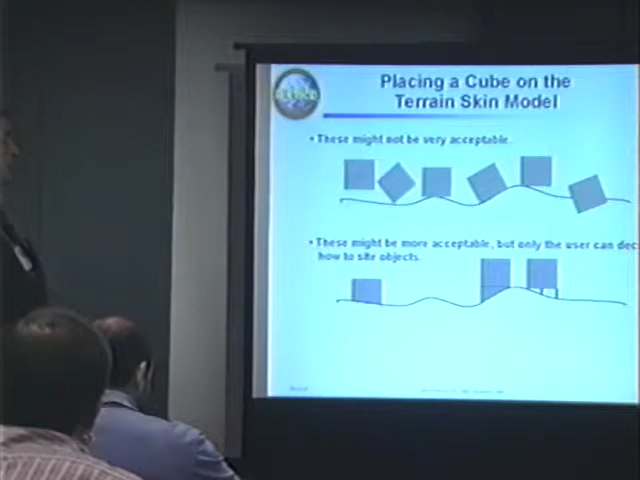 Placing a Cube on the
Terrain Skin Model
• These might not be very acceptable.
• These might be more acceptable, but only the user can dec
how to site objects.